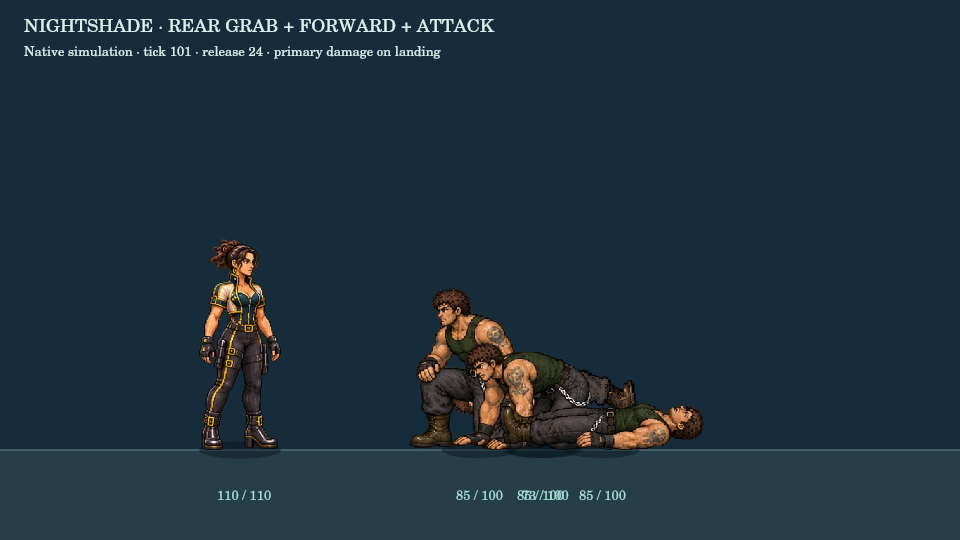 NIGHTSHADE · REAR GRAB + FORWARD + ATTACK
Native simulation · tick 101 · release 24 · primary damage on landing
110 / 110 85 / 100 85 / 100